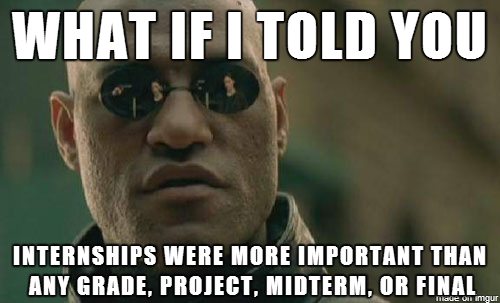 WHAT IF I TOLD YOU
INTERNSHIPS WERE MORE IMPORTANT THAN
ANY GRADE, PROJECT, MIDTERM, OR FINAL
made on imgur